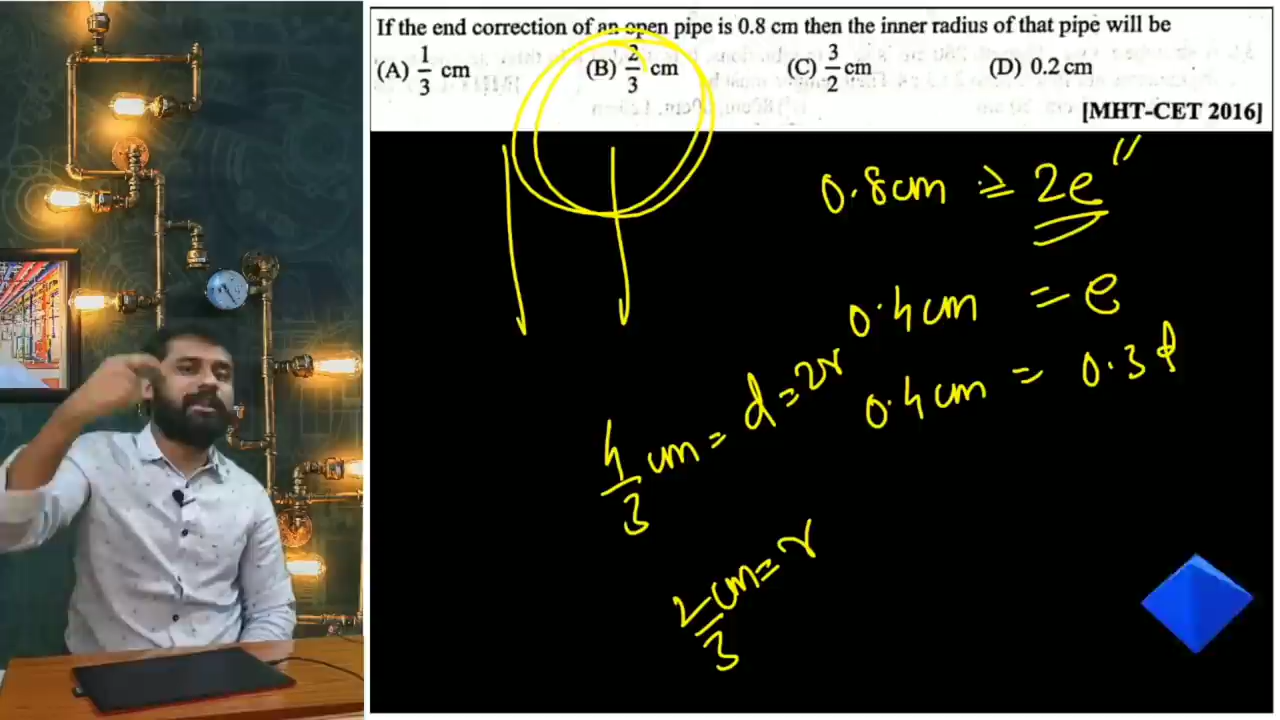 If the end correction of an open pipe is 0.8 cm then the inner radius of that pipe will be
(A) 1/3 cm (B) 2/3 cm (C) 3/2 cm (D) 0.2 cm
[MHT-CET 2016]
0.8cm ⇒ 2e"
0.4cm = e
0.4cm = 0.3d
4/3 cm = d = 2r
2/3 cm = r